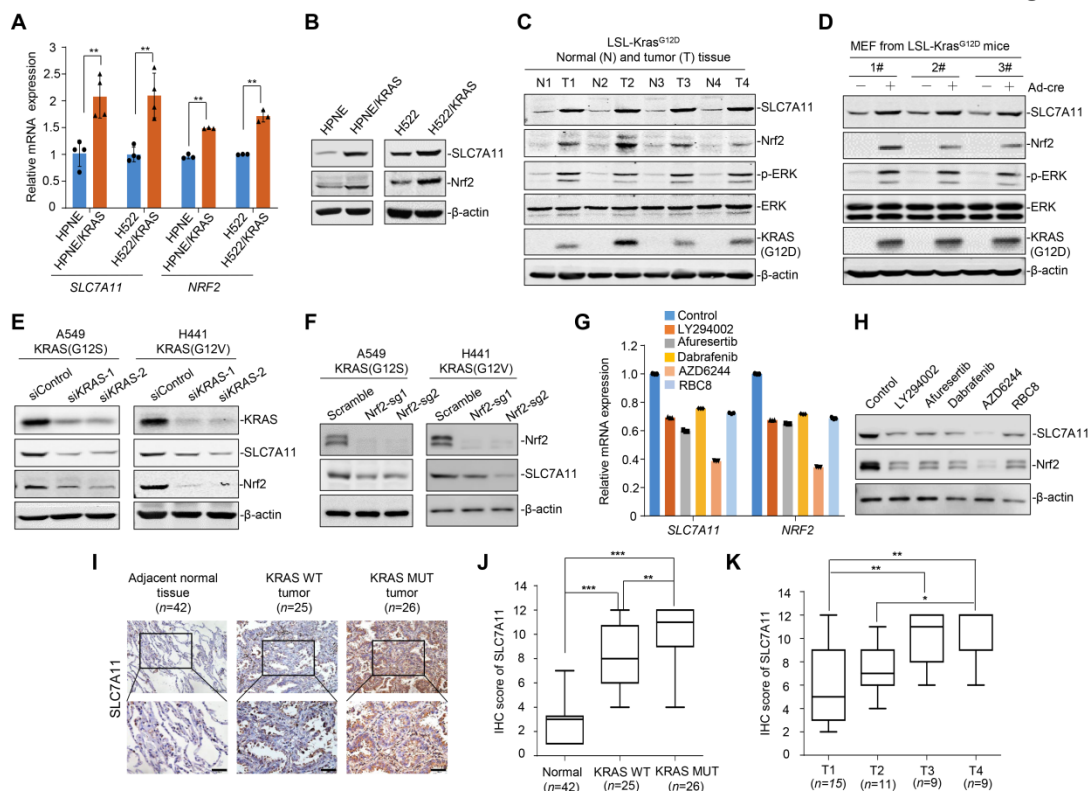 A
Relative mRNA expression
3
2.5
2
1.5
1
0.5
0
**
**
**
**
HPNE
HPNE/KRAS
H522
H522/KRAS
HPNE
HPNE/KRAS
H522
H522/KRAS
SLC7A11
NRF2
B
HPNE
HPNE/KRAS
H522
H522/KRAS
-SLC7A11
-Nrf2
-β-actin
C
LSL-KrasG12D
Normal (N) and tumor (T) tissue
N1 T1 N2 T2 N3 T3 N4 T4
-SLC7A11
-Nrf2
-p-ERK
-ERK
-KRAS
(G12D)
-β-actin
D
MEF from LSL-KrasG12D mice
1# 2# 3#
– + – + – + Ad-cre
-SLC7A11
-Nrf2
-p-ERK
-ERK
-KRAS
(G12D)
-β-actin
E
A549
KRAS(G12S)
H441
KRAS(G12V)
siControl
siKRAS-1
siKRAS-2
siControl
siKRAS-1
siKRAS-2
-KRAS
-SLC7A11
-Nrf2
-β-actin
F
A549
KRAS(G12S)
H441
KRAS(G12V)
Scramble
Nrf2-sg1
Nrf2-sg2
Scramble
Nrf2-sg1
Nrf2-sg2
-Nrf2
-SLC7A11
-β-actin
G
Control
LY294002
Afuresertib
Dabrafenib
AZD6244
RBC8
Relative mRNA expression
1.2
1.0
0.8
0.6
0.4
0.2
0
SLC7A11
NRF2
H
Control
LY294002
Afuresertib
Dabrafenib
AZD6244
RBC8
-SLC7A11
-Nrf2
-β-actin
I
Adjacent normal
tissue
(n=42)
KRAS WT
tumor
(n=25)
KRAS MUT
tumor
(n=26)
SLC7A11
J
IHC score of SLC7A11
14
12
10
8
6
4
2
0
***
***
**
Normal
(n=42)
KRAS WT
(n=25)
KRAS MUT
(n=26)
K
IHC score of SLC7A11
14
12
10
8
6
4
2
0
**
**
*
T1
(n=15)
T2
(n=11)
T3
(n=9)
T4
(n=9)